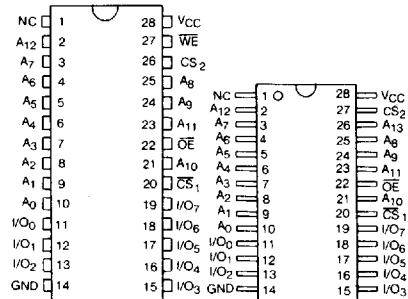 NC 1 28 VCC
A12 2 27 W̅E̅
A7 3 26 CS2
A6 4 25 A8
A5 5 24 A9
A4 6 23 A11
A3 7 22 O̅E̅
A2 8 21 A10
A1 9 20 C̅S̅1
A0 10 19 I/O7
I/O0 11 18 I/O6
I/O1 12 17 I/O5
I/O2 13 16 I/O4
GND 14 15 I/O3
NC 1 28 VCC
A12 2 27 CS2
A7 3 26 A13
A6 4 25 A8
A5 5 24 A9
A4 6 23 A11
A3 7 22 O̅E̅
A2 8 21 A10
A1 9 20 C̅S̅1
A0 10 19 I/O7
I/O0 11 18 I/O6
I/O1 12 17 I/O5
I/O2 13 16 I/O4
GND 14 15 I/O3